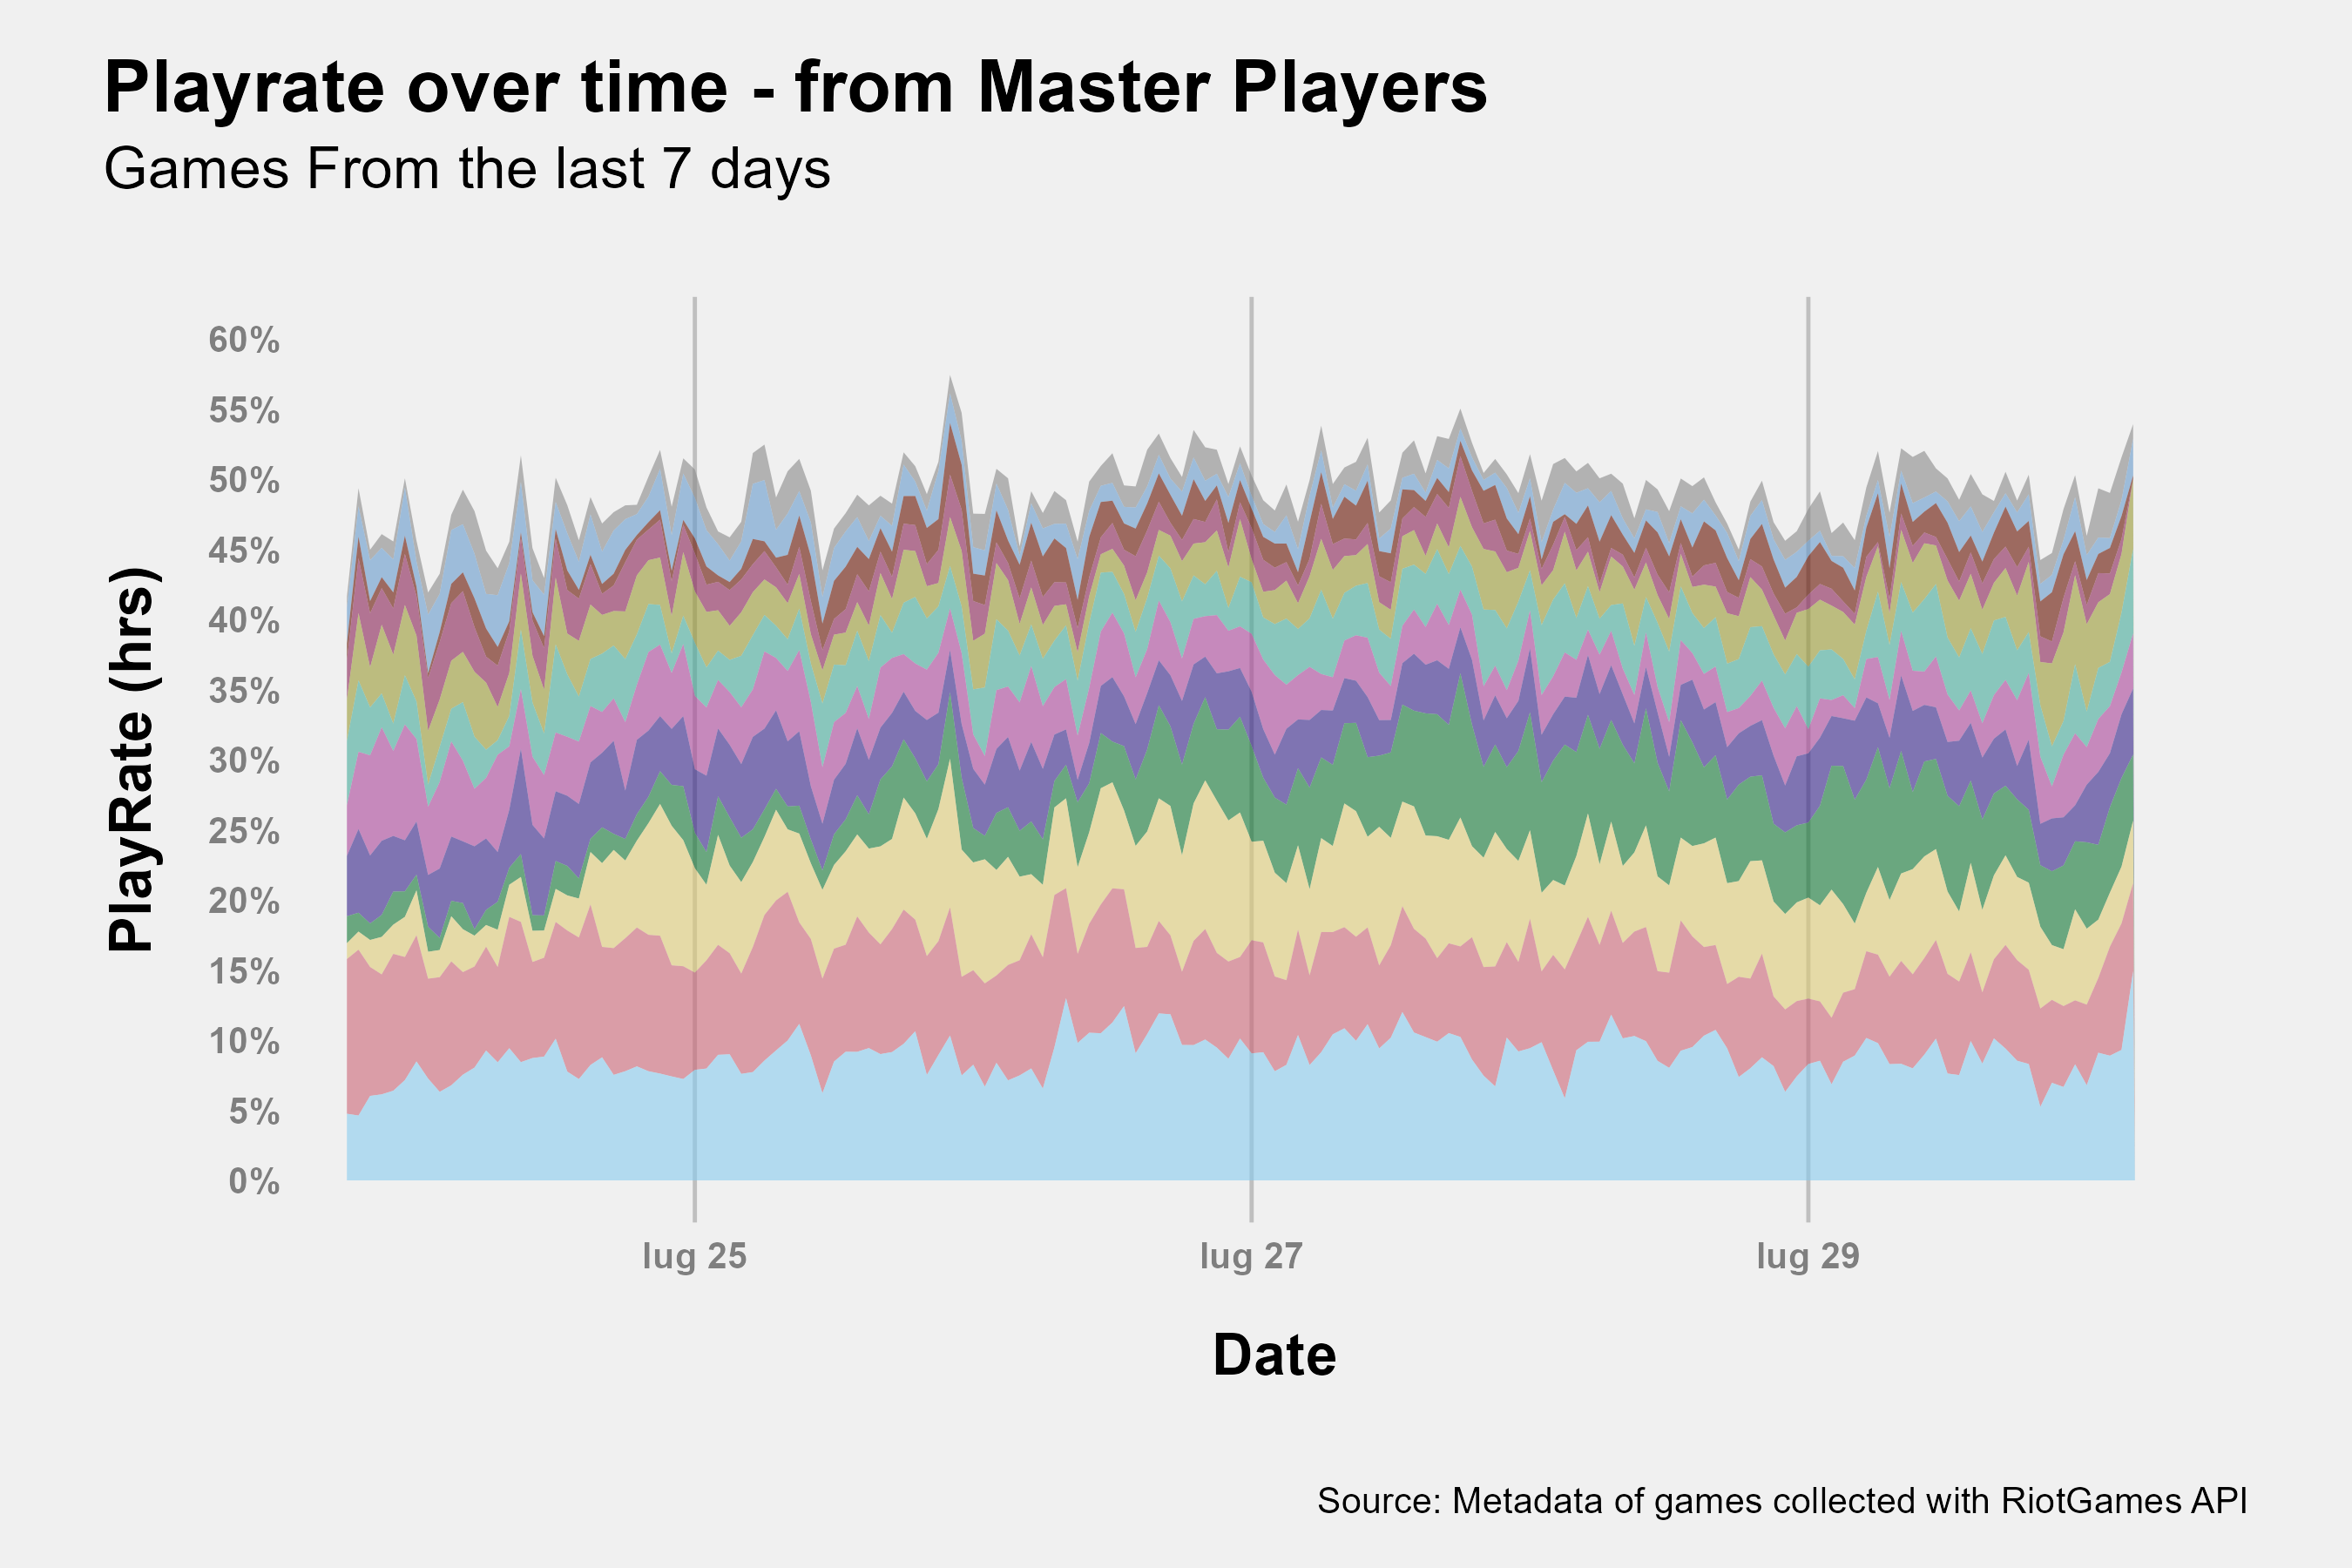 Playrate over time - from Master Players
Games From the last 7 days
PlayRate (hrs)
60%
55%
50%
45%
40%
35%
30%
25%
20%
15%
10%
5%
0%
lug 25
lug 27
lug 29
Date
Source: Metadata of games collected with RiotGames API